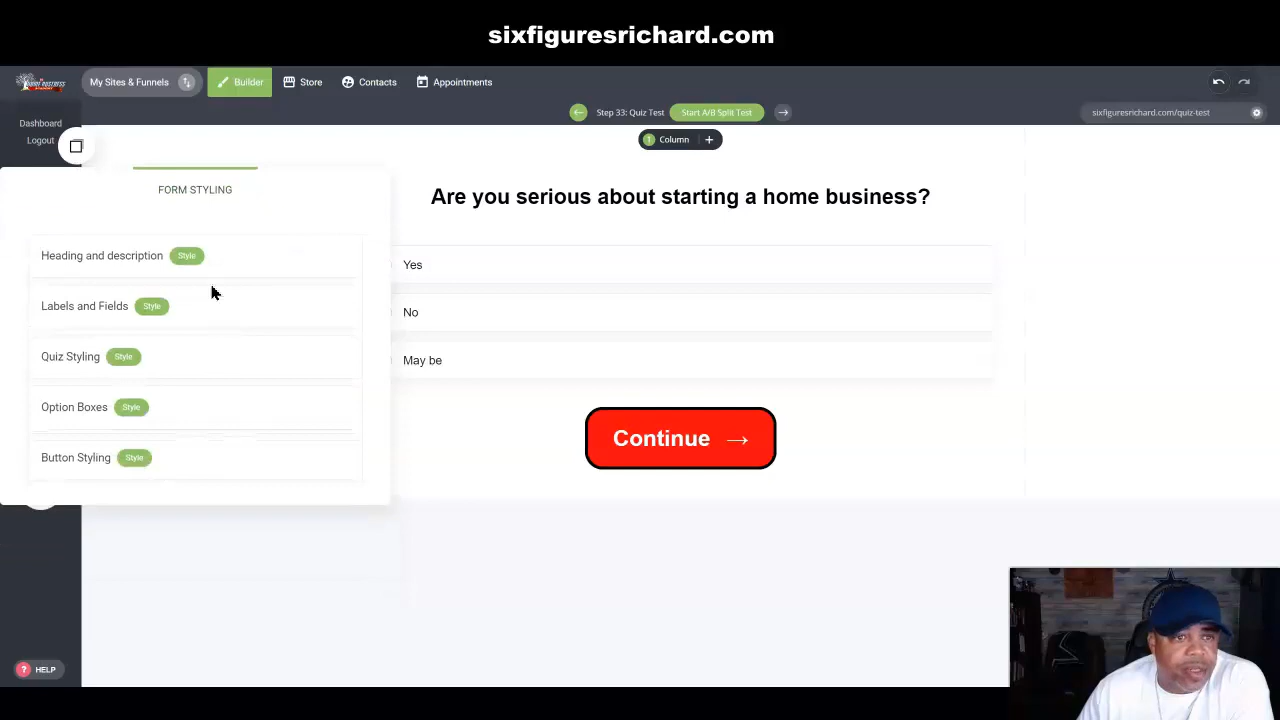 sixfiguresrichard.com
My Sites & Funnels
Builder
Store
Contacts
Appointments
Dashboard
Logout
Step 33: Quiz Test
Start A/B Split Test
sixfiguresrichard.com/quiz-test
1 Column +
FORM STYLING
Heading and description Style
Labels and Fields Style
Quiz Styling Style
Option Boxes Style
Button Styling Style
Are you serious about starting a home business?
Yes
No
May be
Continue →
? HELP